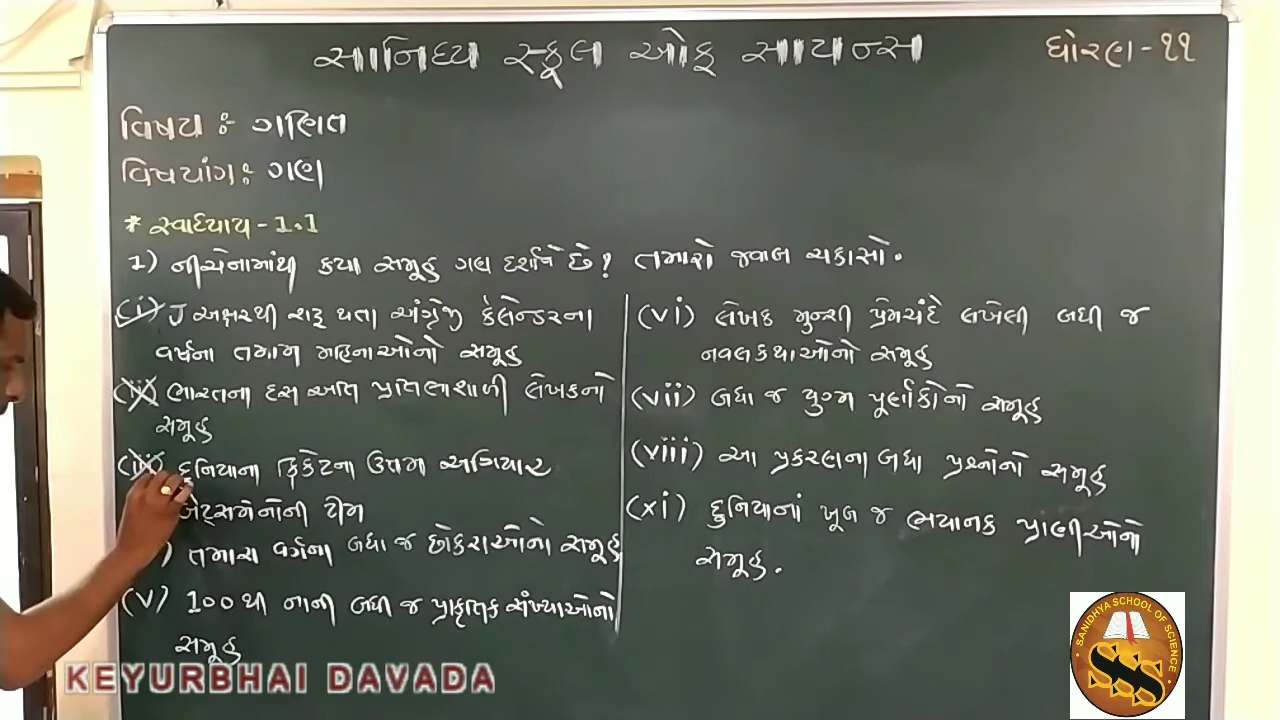 સાનિધ્ય સ્કૂલ ઓફ સાયન્સ
ધોરણ - ૧૧
વિષય : ગણિત
વિષયાંગ : ગણ
* સ્વાધ્યાય - 1.1
1) નીચેનામાંથી કયા સમૂહ ગણ દર્શાવે છે? તમારો જવાબ ચકાસો.
(i) J અક્ષરથી શરૂ થતા અંગ્રેજી કેલેન્ડરના
વર્ષના તમામ મહિનાઓનો સમૂહ
(ii) ભારતના દસ અતિ પ્રતિભાશાળી લેખકનો
સમૂહ
(iii) દુનિયાના ક્રિકેટના ઉત્તમ અગિયાર
બેટ્સમેનોની ટીમ
) તમારા વર્ગના બધા જ છોકરાઓનો સમૂહ
(v) 100 થી નાની બધી જ પ્રાકૃતિક સંખ્યાઓનો
સમૂહ
(vi) લેખક મુન્શી પ્રેમચંદે લખેલી બધી જ
નવલકથાઓનો સમૂહ
(vii) બધા જ યુગ્મ પૂર્ણાંકોનો સમૂહ
(viii) આ પ્રકરણના બધા પ્રશ્નોનો સમૂહ
(xi) દુનિયાનાં ખૂબ જ ભયાનક પ્રાણીઓનો
સમૂહ.
KEYURBHAI DAVADA
SANIDHYA SCHOOL OF SCIENCE
SSS